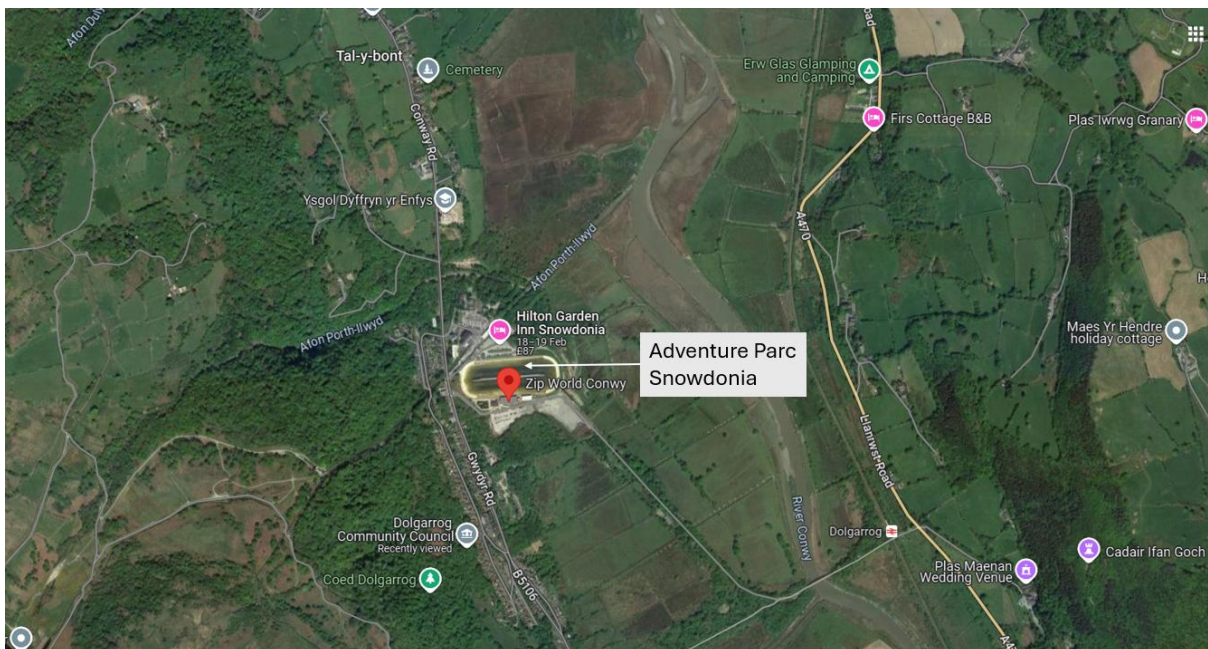 Afon Dulyn
Tal-y-bont
Cemetery
Conway Rd
Ysgol Dyffryn yr Enfys
Afon Porth-llwyd
Afon Porth-llwyd
Hilton Garden
Inn Snowdonia
18–19 Feb
£87
Zip World Conwy
Adventure Parc
Snowdonia
Road
Erw Glas Glamping
and Camping
Firs Cottage B&B
Plas Iwrwg Granary
A470
Maes Yr Hendre
holiday cottage
Llanrwst Road
Gwydyr Rd
B5106
Dolgarrog
Community Council
Recently viewed
Coed Dolgarrog
River Conwy
Dolgarrog
Plas Maenan
Wedding Venue
Cadair Ifan Goch